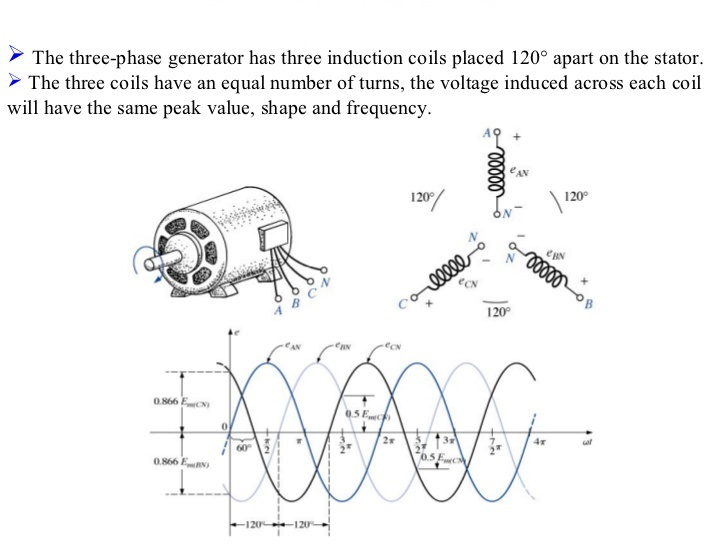 The three-phase generator has three induction coils placed 120° apart on the stator.
The three coils have an equal number of turns, the voltage induced across each coil
will have the same peak value, shape and frequency.
A +
e_AN
120° 120°
N −
N − − N e_BN
e_CN +
C + B
120°
A B C N
e
e_AN e_BN e_CN
0.866 E_m(CN)
0.5 E_m(CN)
0 60° π/2 π 3/2 π 2π 5/2 π 3π 7/2 π 4π ωt
0.866 E_m(BN) 0.5 E_m(CN)
120° 120°